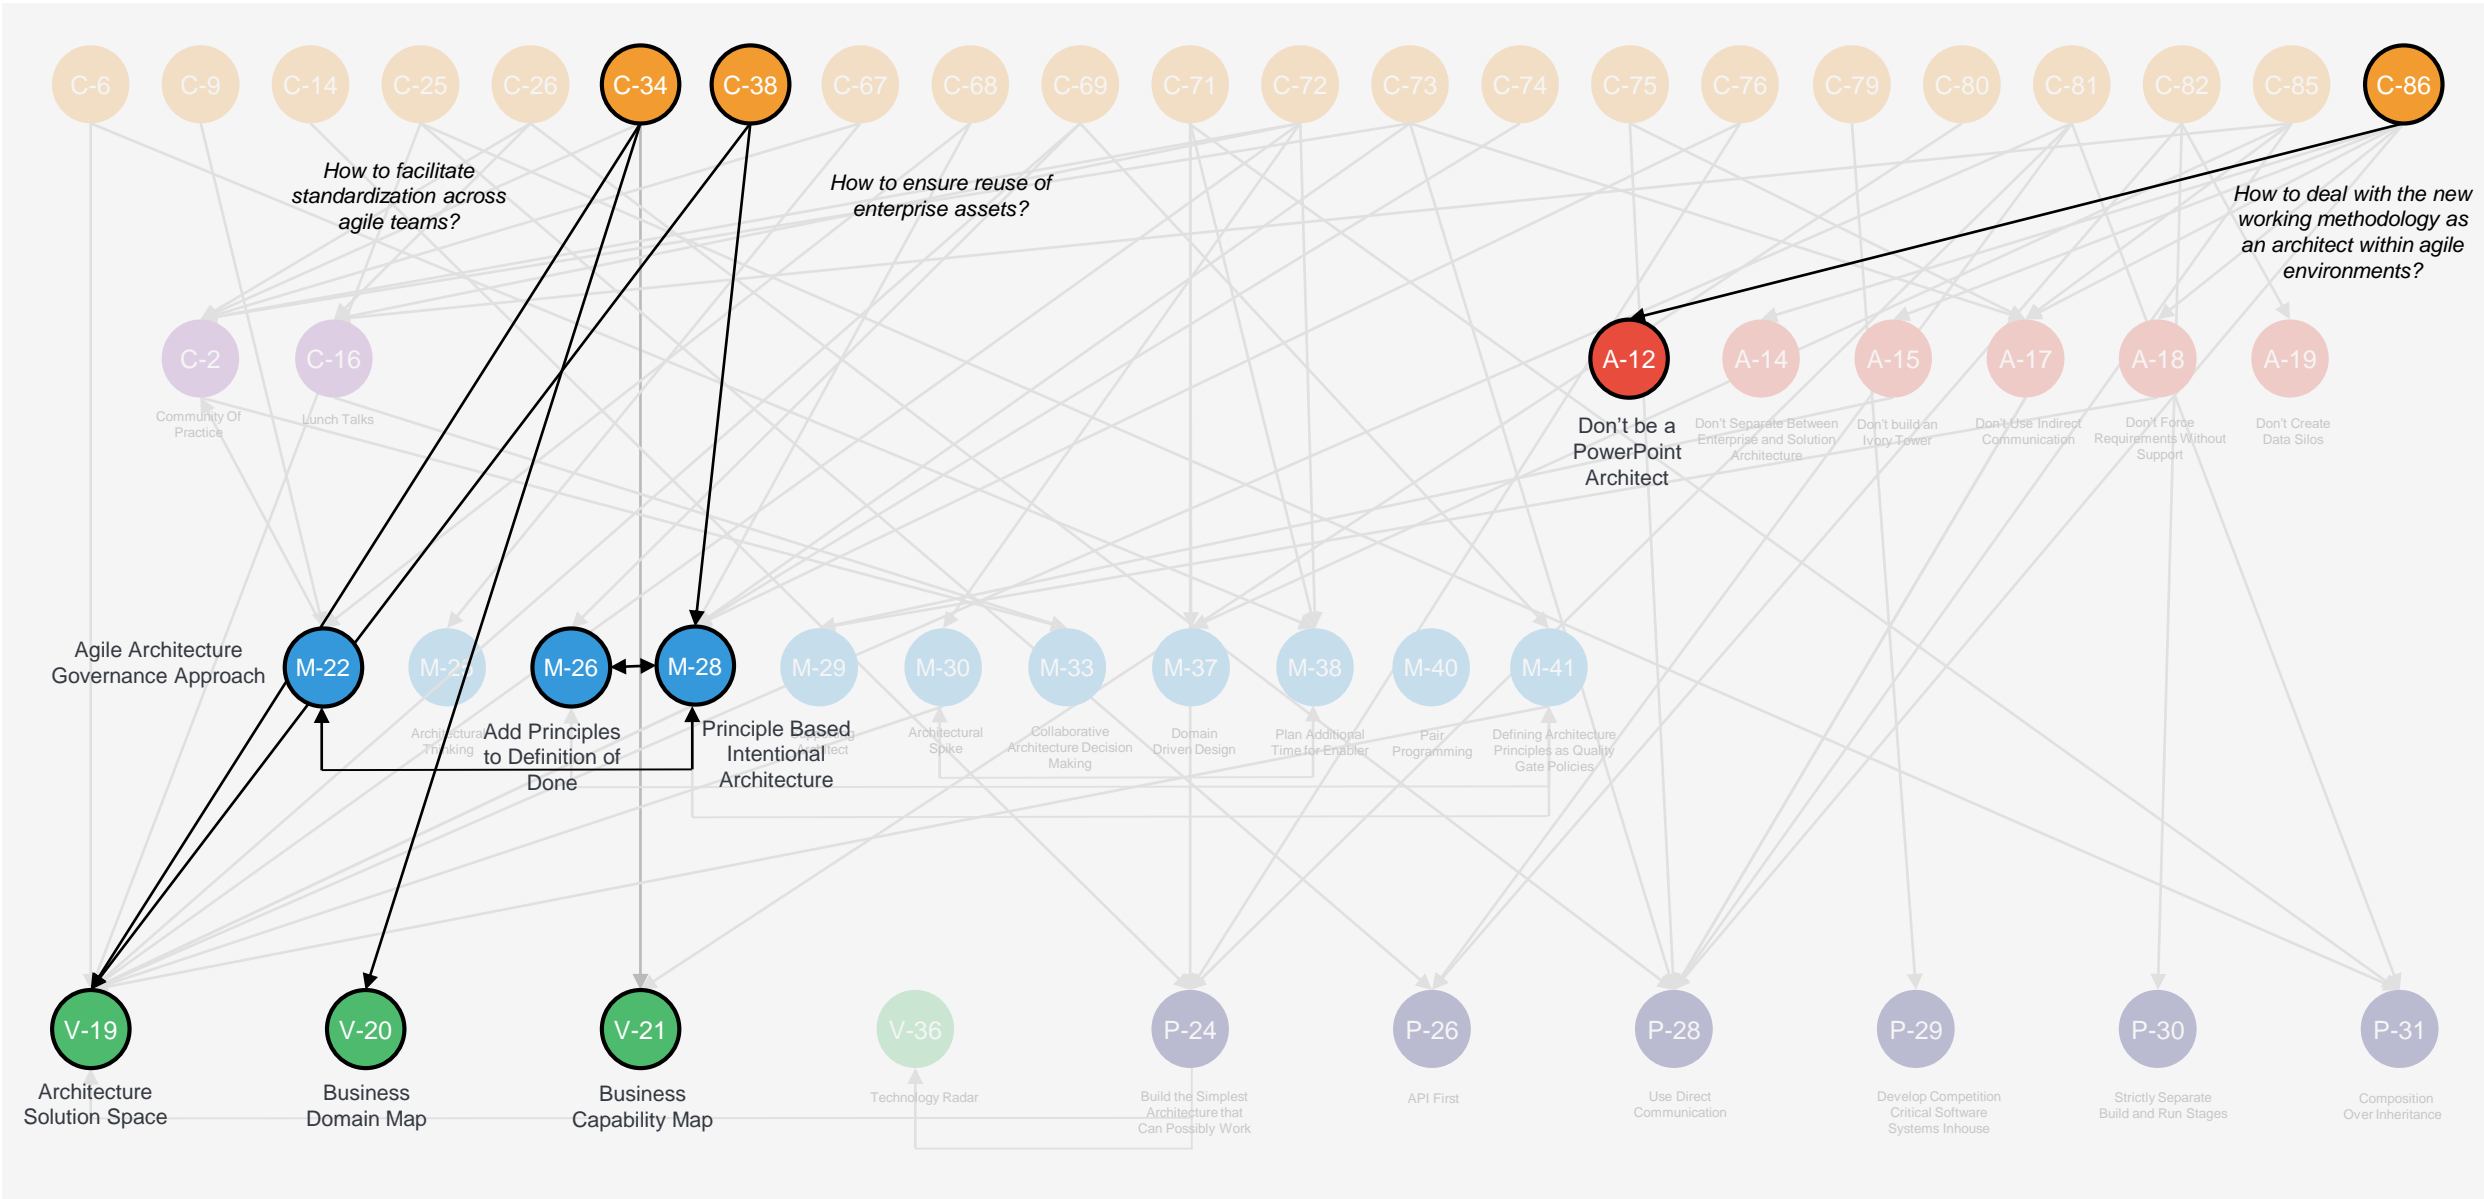 C-6
C-9
C-14
C-25
C-26
C-34
C-38
C-67
C-68
C-69
C-71
C-72
C-73
C-74
C-75
C-76
C-79
C-80
C-81
C-82
C-85
C-86
How to facilitate
standardization across
agile teams?
How to ensure reuse of
enterprise assets?
How to deal with the new
working methodology as
an architect within agile
environments?
C-2
C-16
A-12
A-14
A-15
A-17
A-18
A-19
Community Of
Practice
Lunch Talks
Don't be a
PowerPoint
Architect
Don't Separate Between
Enterprise and Solution
Architecture
Don't build an
Ivory Tower
Don't Use Indirect
Communication
Don't Force
Requirements Without
Support
Don't Create
Data Silos
Agile Architecture
Governance Approach
M-22
M-26
M-28
M-29
M-30
M-33
M-37
M-38
M-40
M-41
Architectural
Thinking
Add Principles
to Definition of
Done
Principle Based
Intentional
Architecture
Architect
Architectural
Spike
Collaborative
Architecture Decision
Making
Domain
Driven Design
Plan Additional
Time for Enabler
Pair
Programming
Defining Architecture
Principles as Quality
Gate Policies
V-19
V-20
V-21
V-36
P-24
P-26
P-28
P-29
P-30
P-31
Architecture
Solution Space
Business
Domain Map
Business
Capability Map
Technology Radar
Build the Simplest
Architecture that
Can Possibly Work
API First
Use Direct
Communication
Develop Competition
Critical Software
Systems Inhouse
Strictly Separate
Build and Run Stages
Composition
Over Inheritance